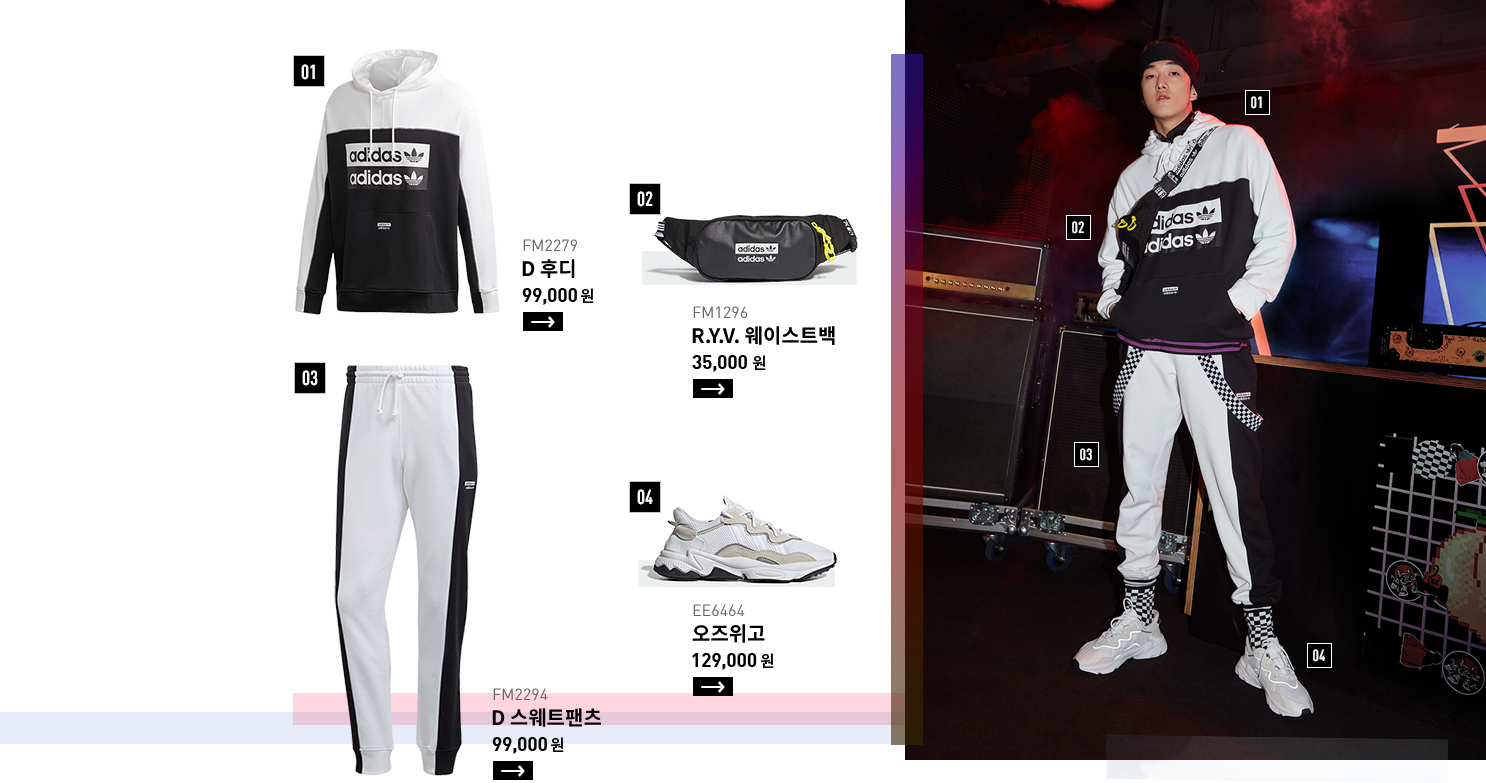 01
adidas
adidas
FM2279
D 후디
99,000 원
02
adidas
adidas
FM1296
R.Y.V. 웨이스트백
35,000 원
03
FM2294
D 스웨트팬츠
99,000 원
04
EE6464
오즈위고
129,000 원
01
02
didas
didas
03
04